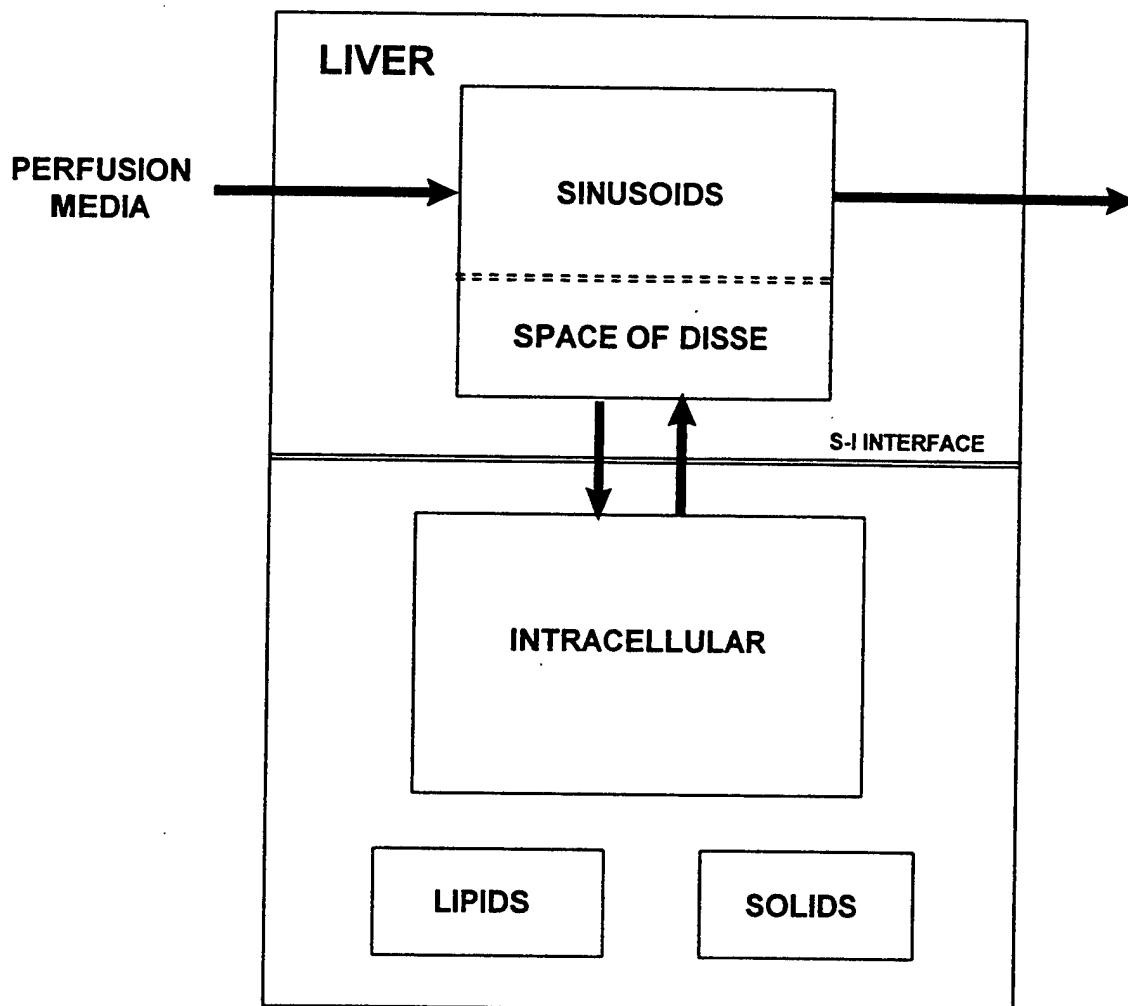 LIVER
PERFUSION
MEDIA
SINUSOIDS
SPACE OF DISSE
S-I INTERFACE
INTRACELLULAR
LIPIDS
SOLIDS